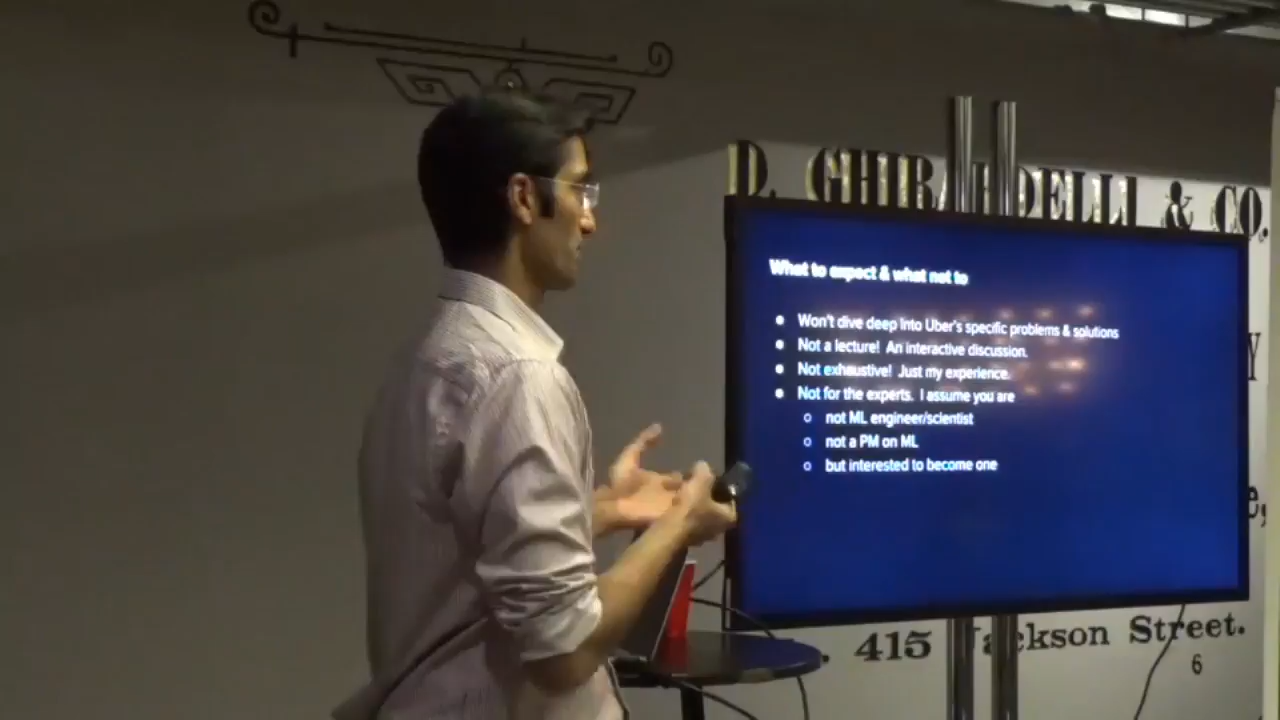 D. GHIRARDELLI & CO.
What to expect & what not to
Won't dive deep into Uber's specific problems & solutions
Not a lecture! An interactive discussion.
Not exhaustive! Just my experience.
Not for the experts. I assume you are
not ML engineer/scientist
not a PM on ML
but interested to become one
415 Jackson Street.
6